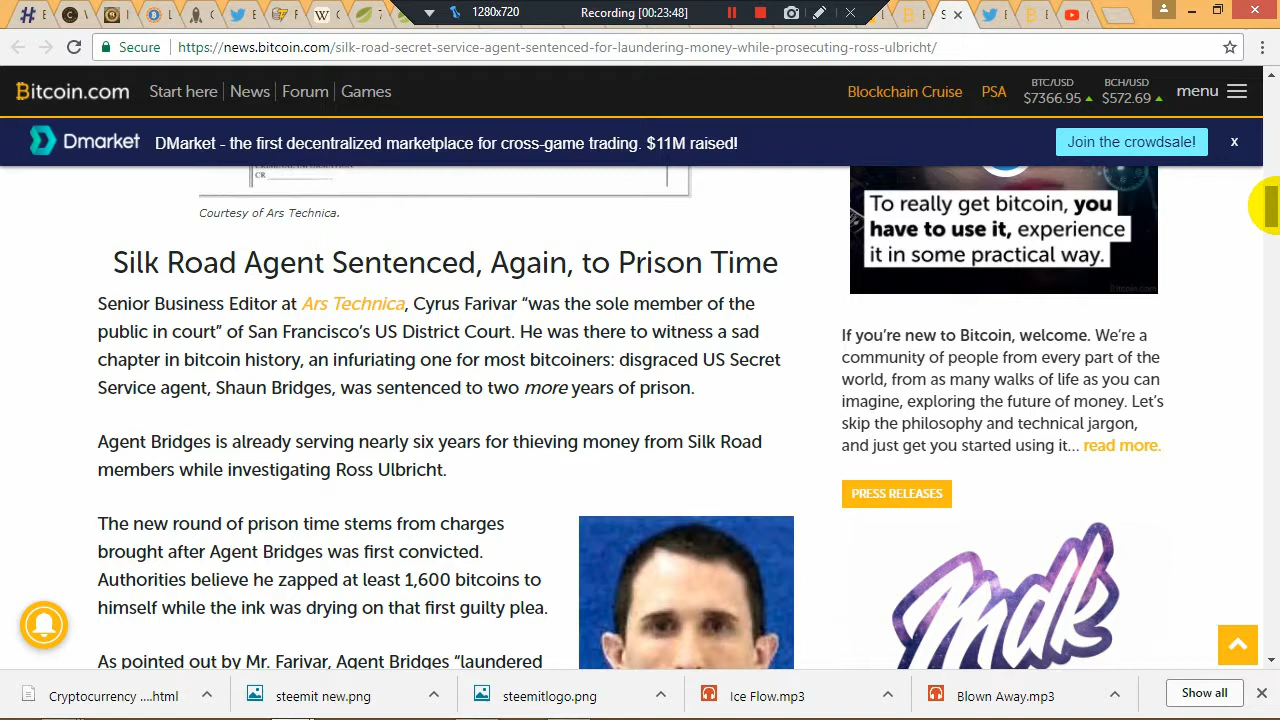 1280x720
Recording [00:23:48]
Secure
https://news.bitcoin.com/silk-road-secret-service-agent-sentenced-for-laundering-money-while-prosecuting-ross-ulbricht/
Bitcoin.com
Start here
News
Forum
Games
Blockchain Cruise
PSA
BTC/USD
$7366.95
BCH/USD
$572.69
menu
Dmarket
DMarket - the first decentralized marketplace for cross-game trading. $11M raised!
Join the crowdsale!
x
CR
Courtesy of Ars Technica.
Silk Road Agent Sentenced, Again, to Prison Time
Senior Business Editor at Ars Technica, Cyrus Farivar “was the sole member of the
public in court” of San Francisco’s US District Court. He was there to witness a sad
chapter in bitcoin history, an infuriating one for most bitcoiners: disgraced US Secret
Service agent, Shaun Bridges, was sentenced to two more years of prison.
Agent Bridges is already serving nearly six years for thieving money from Silk Road
members while investigating Ross Ulbricht.
The new round of prison time stems from charges
brought after Agent Bridges was first convicted.
Authorities believe he zapped at least 1,600 bitcoins to
himself while the ink was drying on that first guilty plea.
As pointed out by Mr. Farivar, Agent Bridges “laundered
To really get bitcoin, you
have to use it, experience
it in some practical way.
Bitcoin.com
If you’re new to Bitcoin, welcome. We’re a
community of people from every part of the
world, from as many walks of life as you can
imagine, exploring the future of money. Let’s
skip the philosophy and technical jargon,
and just get you started using it… read more.
PRESS RELEASES
mdk
Cryptocurrency ....html
steemit new.png
steemitlogo.png
Ice Flow.mp3
Blown Away.mp3
Show all